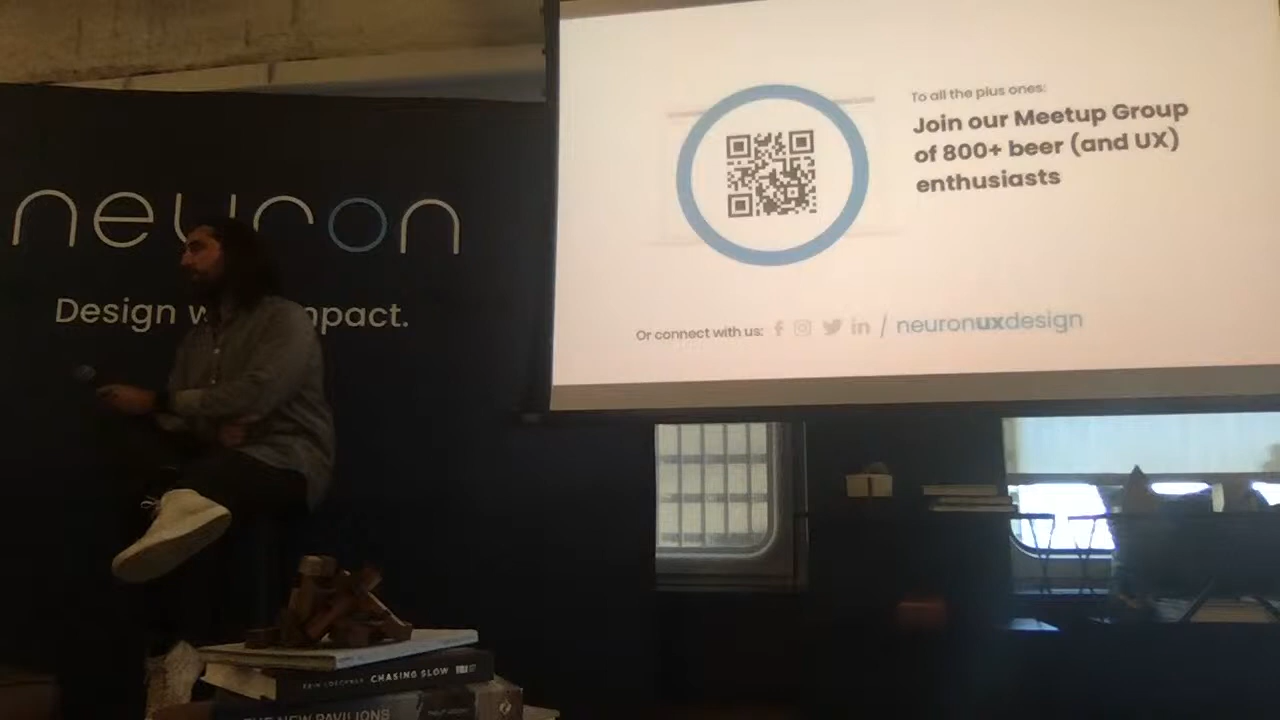 neuron
Design w mpact.
To all the plus ones:
Join our Meetup Group
of 800+ beer (and UX)
enthusiasts
Or connect with us: / neuronuxdesign
CHASING SLOW
THE NEW PAVILIONS